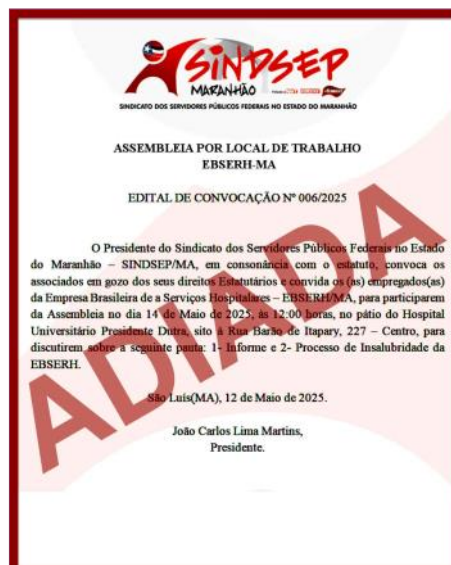 SINDSEP
MARANHÃO
SINDICATO DOS SERVIDORES PÚBLICOS FEDERAIS NO ESTADO DO MARANHÃO
ASSEMBLEIA POR LOCAL DE TRABALHO
EBSERH-MA
EDITAL DE CONVOCAÇÃO Nº 006/2025
O Presidente do Sindicato dos Servidores Públicos Federais no Estado
do Maranhão – SINDSEP/MA, em consonância com o estatuto, convoca os
associados em gozo dos seus direitos Estatutários e convida os (as) empregados(as)
da Empresa Brasileira de a Serviços Hospitalares – EBSERH/MA, para participarem
da Assembleia no dia 14 de Maio de 2025, às 12:00 horas, no pátio do Hospital
Universitário Presidente Dutra, sito à Rua Barão de Itapary, 227 – Centro, para
discutirem sobre a seguinte pauta: 1- Informe e 2- Processo de Insalubridade da
EBSERH.
São Luís(MA), 12 de Maio de 2025.
João Carlos Lima Martins,
Presidente.
ADIADA